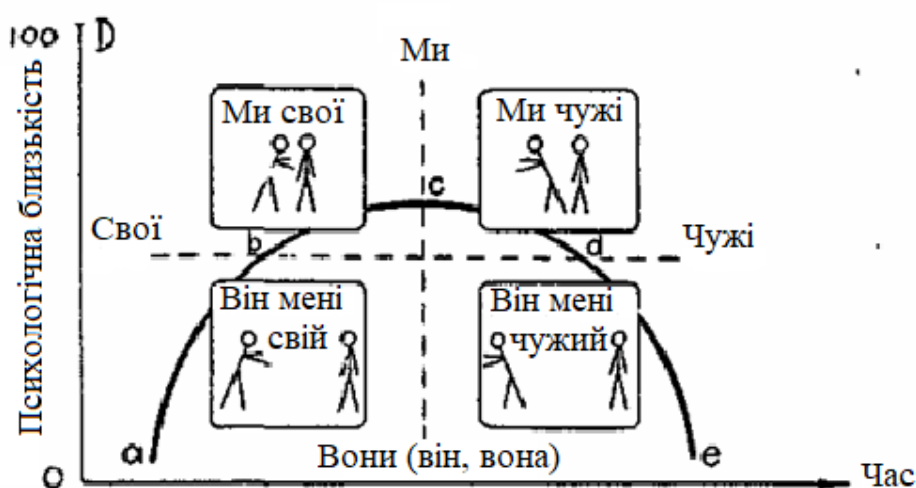 100 D
Ми
Ми свої
Ми чужі
c
Свої
b
d
Чужі
Він мені
свій
Він мені
чужий
Психологічна близькість
a
Вони (він, вона)
e
0
Час